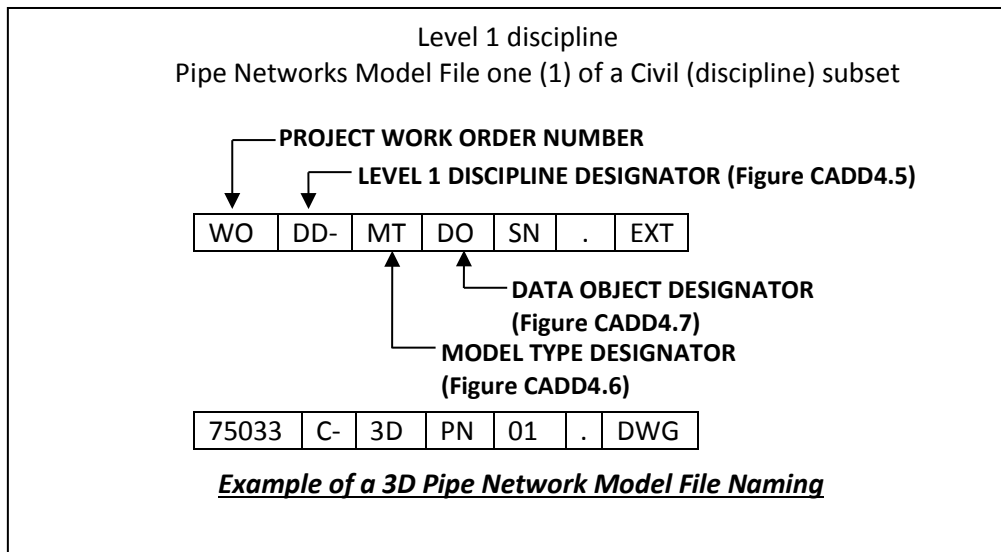 Level 1 discipline
Pipe Networks Model File one (1) of a Civil (discipline) subset
PROJECT WORK ORDER NUMBER
LEVEL 1 DISCIPLINE DESIGNATOR (Figure CADD4.5)
WO DD- MT DO SN . EXT
DATA OBJECT DESIGNATOR
(Figure CADD4.7)
MODEL TYPE DESIGNATOR
(Figure CADD4.6)
75033 C- 3D PN 01 . DWG
Example of a 3D Pipe Network Model File Naming